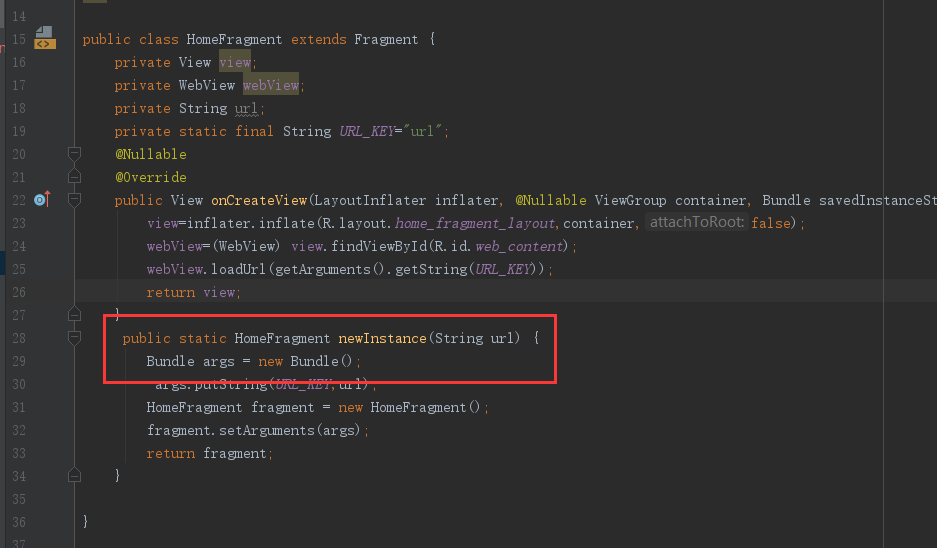 14
15 public class HomeFragment extends Fragment {
16 private View view;
17 private WebView webView;
18 private String url;
19 private static final String URL_KEY="url";
20 @Nullable
21 @Override
22 public View onCreateView(LayoutInflater inflater, @Nullable ViewGroup container, Bundle savedInstanceSt
23 view=inflater.inflate(R.layout.home_fragment_layout,container, attachToRoot: false);
24 webView=(WebView) view.findViewById(R.id.web_content);
25 webView.loadUrl(getArguments().getString(URL_KEY));
26 return view;
27 }
28 public static HomeFragment newInstance(String url) {
29 Bundle args = new Bundle();
30 args.putString(URL_KEY,url);
31 HomeFragment fragment = new HomeFragment();
32 fragment.setArguments(args);
33 return fragment;
34 }
35
36 }
37